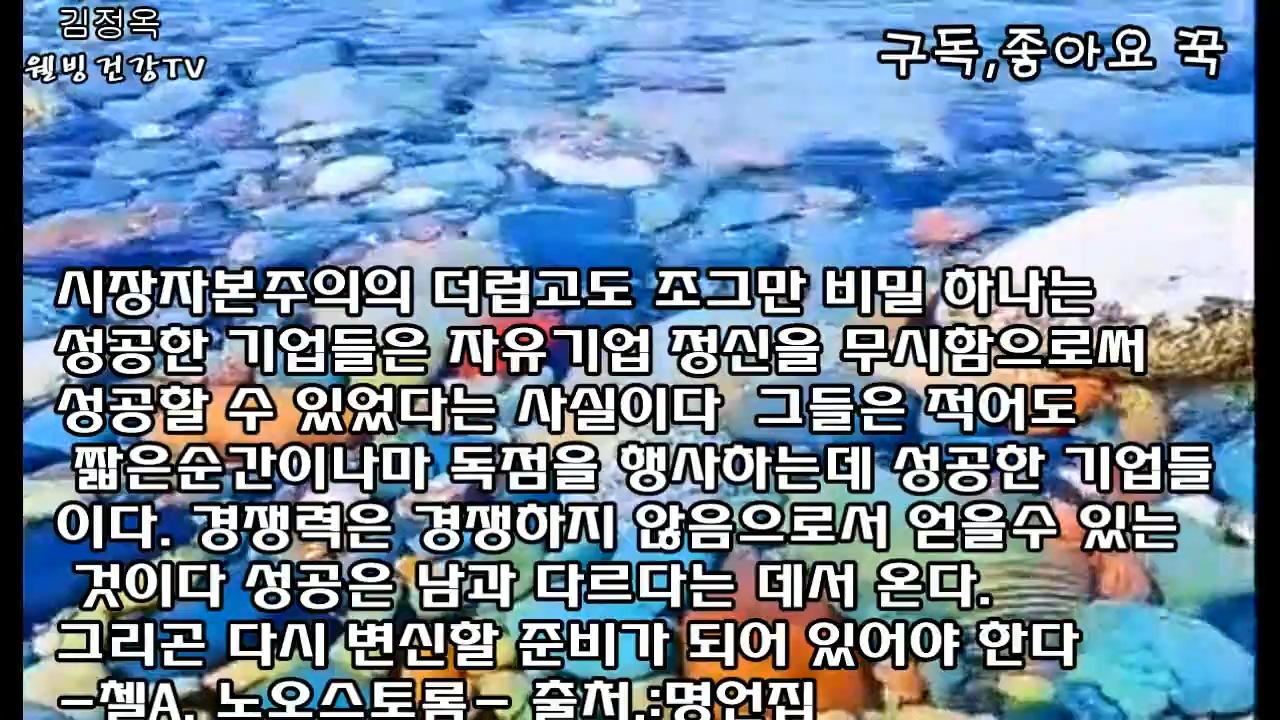 김정옥
웰빙건강TV
구독,좋아요 꾹
시장자본주의의 더럽고도 조그만 비밀 하나는
성공한 기업들은 자유기업 정신을 무시함으로써
성공할 수 있었다는 사실이다 그들은 적어도
짧은순간이나마 독점을 행사하는데 성공한 기업들
이다. 경쟁력은 경쟁하지 않음으로서 얻을수 있는
것이다 성공은 남과 다르다는 데서 온다.
그리곤 다시 변신할 준비가 되어 있어야 한다
-첼A. 노오스토롬- 출처.:명언집